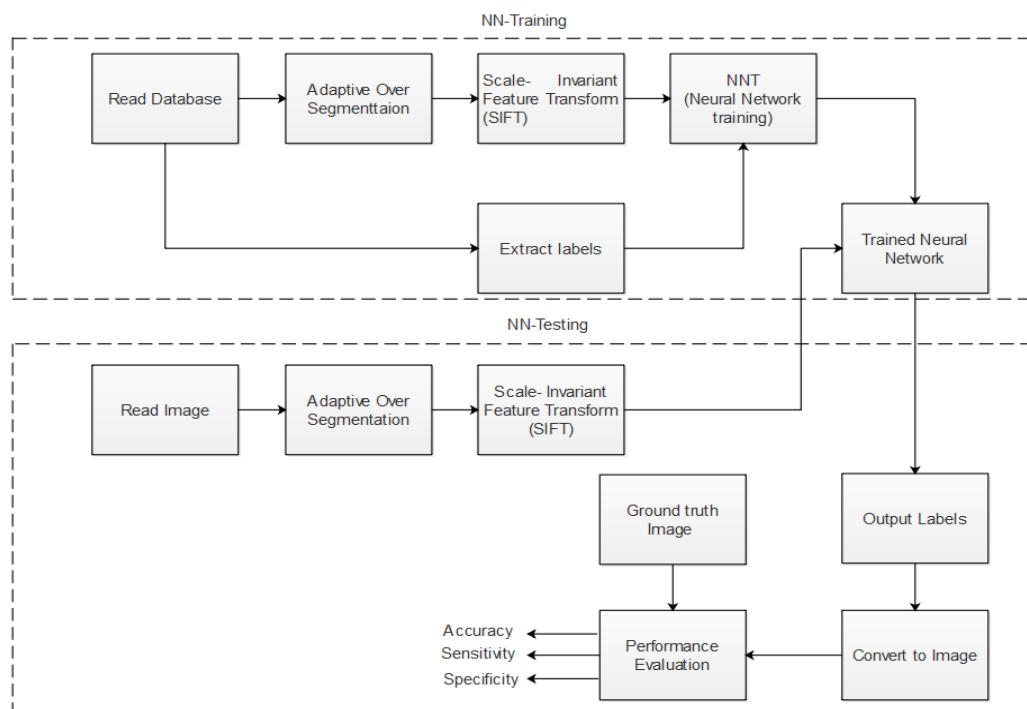 NN-Training
Read Database
Adaptive Over
Segmenttaion
Scale- Invariant
Feature Transform
(SIFT)
NNT
(Neural Network
training)
Extract labels
Trained Neural
Network
NN-Testing
Read Image
Adaptive Over
Segmentation
Scale- Invariant
Feature Transform
(SIFT)
Ground truth
Image
Output Labels
Accuracy
Sensitivity
Specificity
Performance
Evaluation
Convert to Image